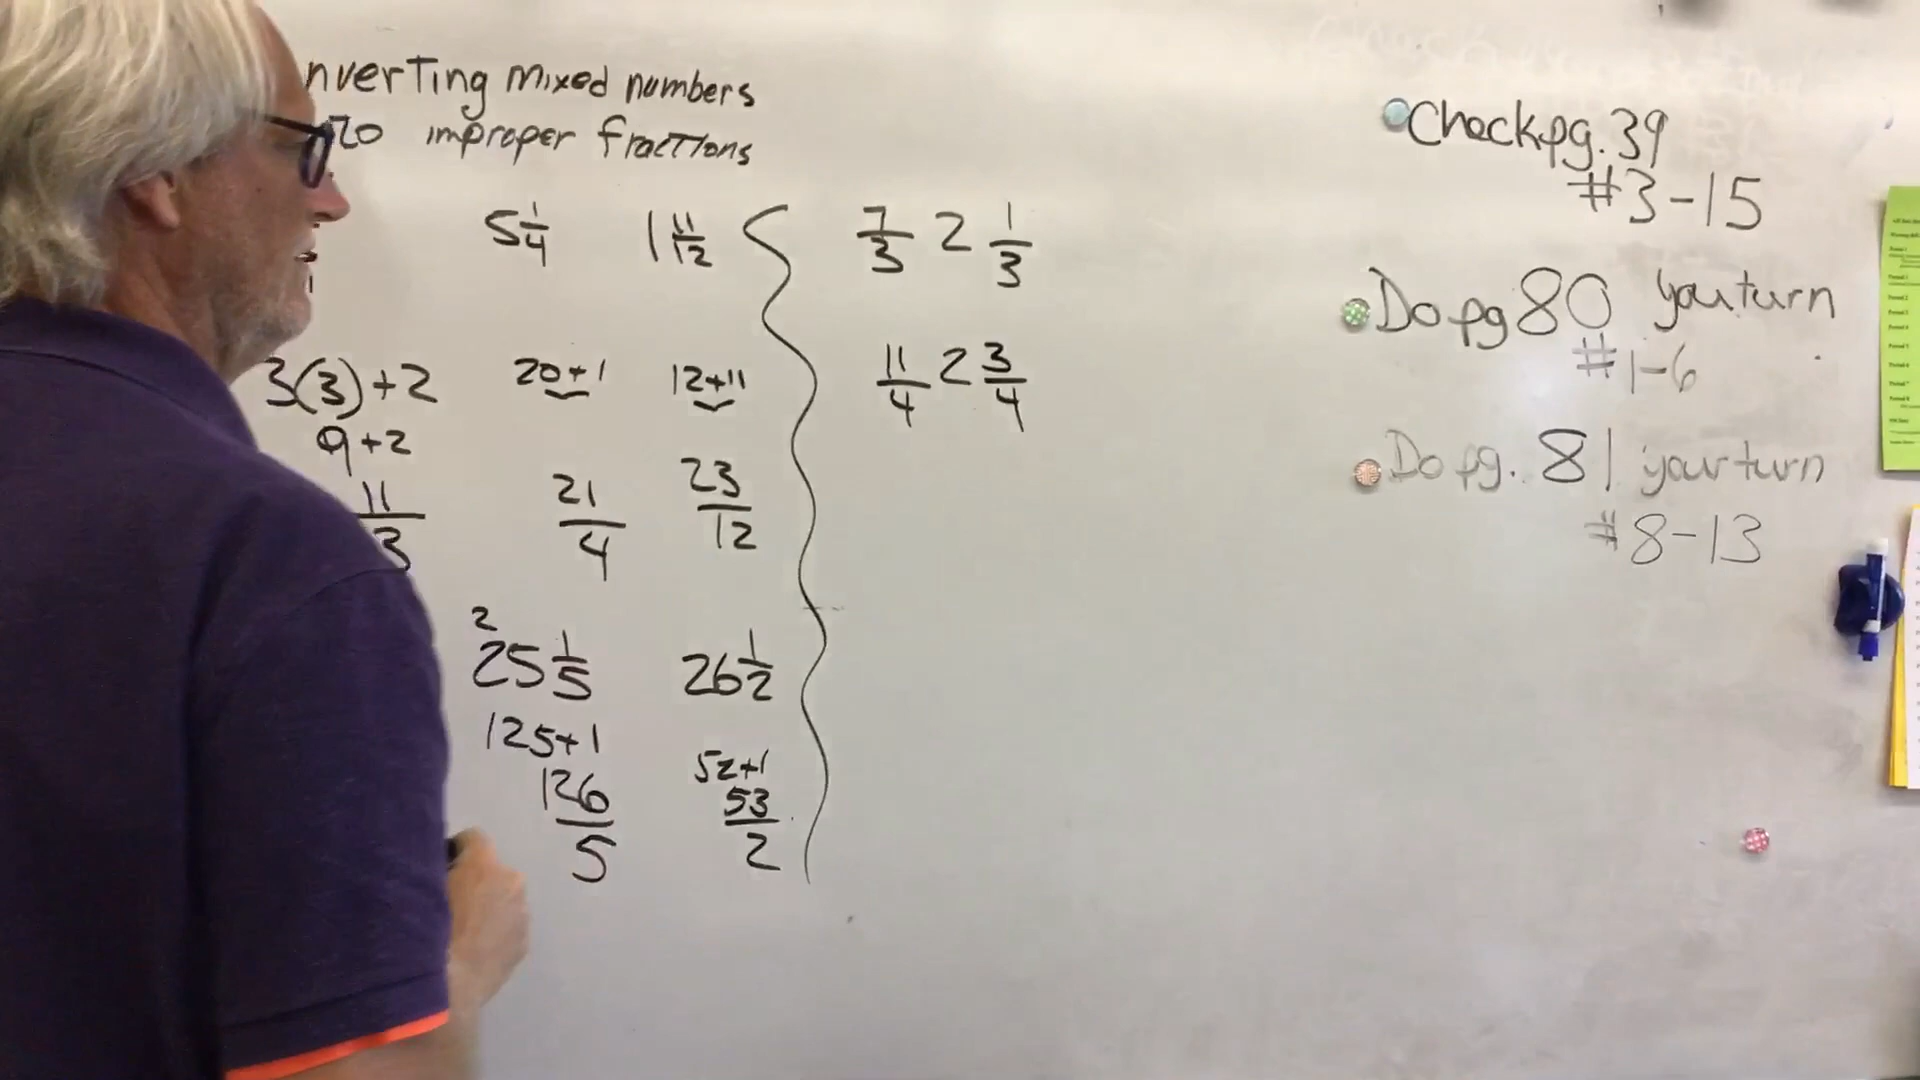 nverting mixed numbers
to improper fractions
5 1/4 1 11/12
3(3)+2 20+1 12+11
9+2
11/3 21/4 23/12
2
25 1/5 26 1/2
125+1 52+1
126/5 53/2
7/3 2 1/3
11/4 2 3/4
Check pg. 39
#3-15
Do pg 80 your turn
#1-6
Do pg. 81 your turn
#8-13